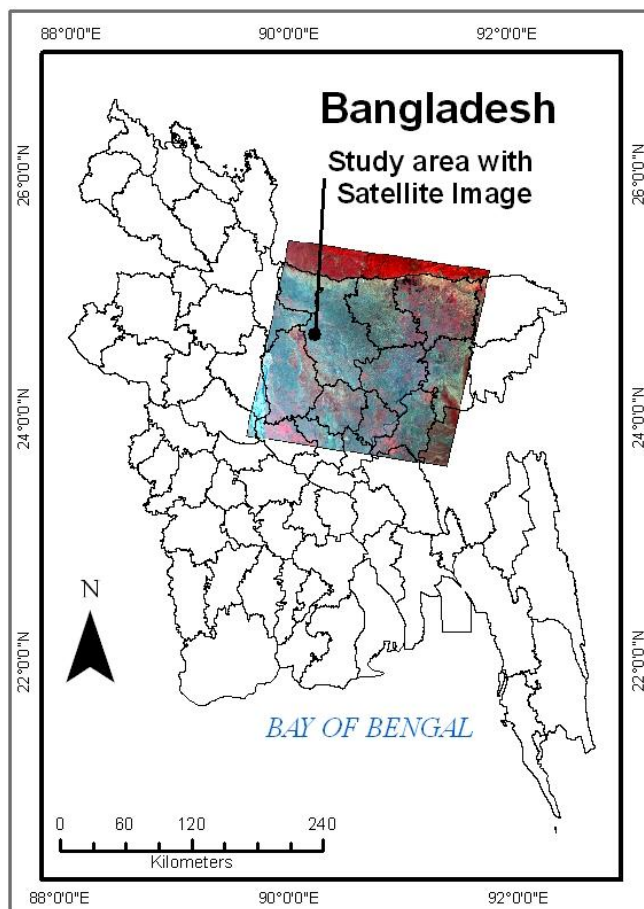 88°0'0"E 90°0'0"E 92°0'0"E
Bangladesh
Study area with
Satellite Image
26°0'0"N 26°0'0"N
24°0'0"N 24°0'0"N
N
22°0'0"N 22°0'0"N
BAY OF BENGAL
0 60 120 240
Kilometers
88°0'0"E 90°0'0"E 92°0'0"E